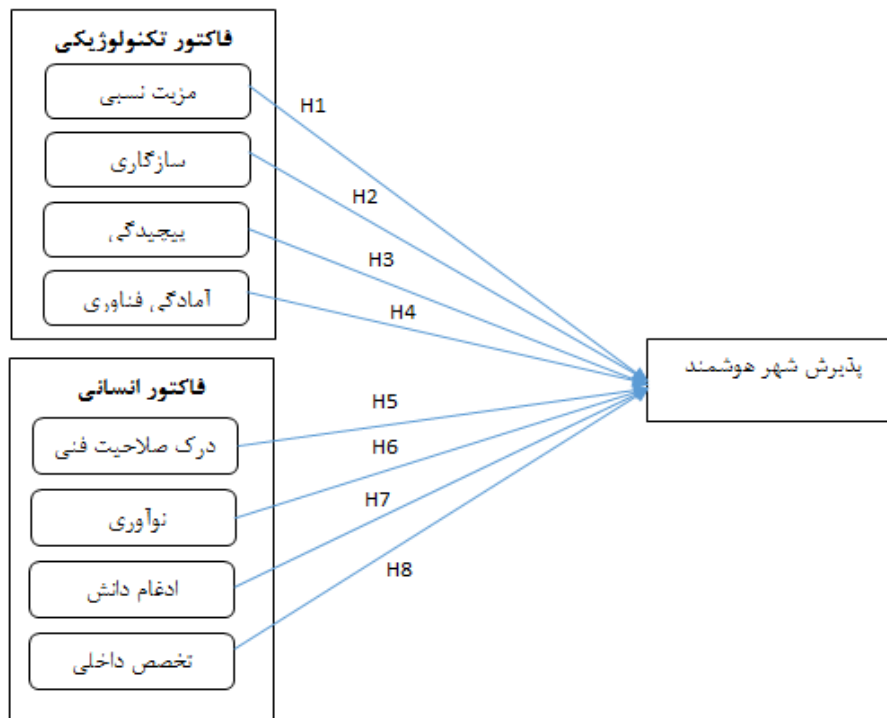 فاکتور تکنولوژیکی
مزیت نسبی
سازگاری
پیچیدگی
آمادگی فناوری
H1
H2
H3
H4
پذیرش شهر هوشمند
فاکتور انسانی
درک صلاحیت فنی
نوآوری
ادغام دانش
تخصص داخلی
H5
H6
H7
H8